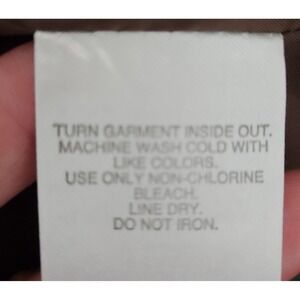 TURN GARMENT INSIDE OUT.
MACHINE WASH COLD WITH
LIKE COLORS.
USE ONLY NON-CHLORINE
BLEACH.
LINE DRY.
DO NOT IRON.